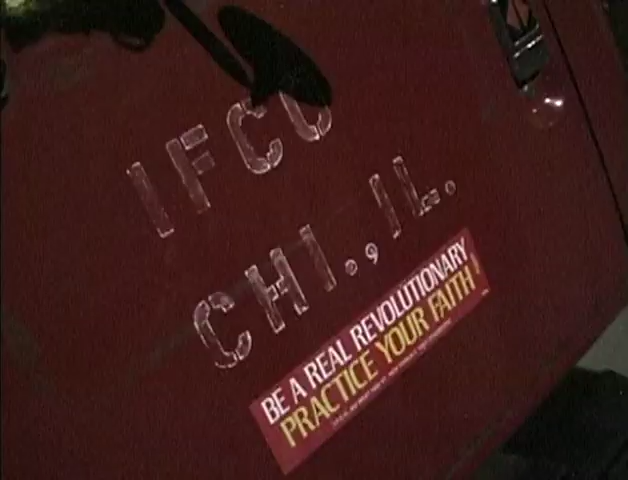 IFCO
CHI., IL.
BE A REAL REVOLUTIONARY
PRACTICE YOUR FAITH!